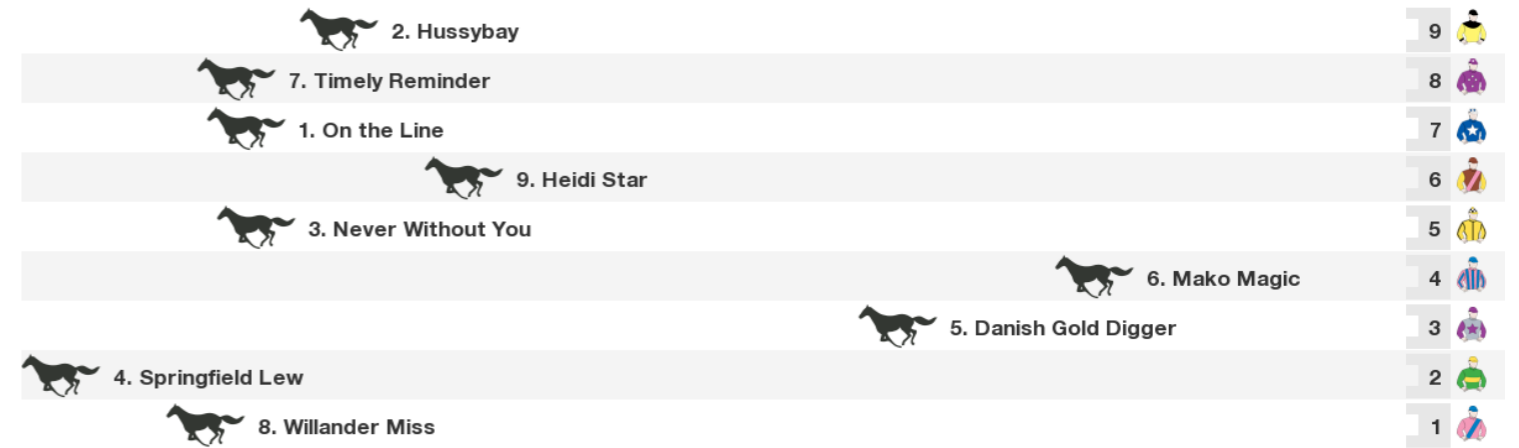 2. Hussybay 9
7. Timely Reminder 8
1. On the Line 7
9. Heidi Star 6
3. Never Without You 5
6. Mako Magic 4
5. Danish Gold Digger 3
4. Springfield Lew 2
8. Willander Miss 1